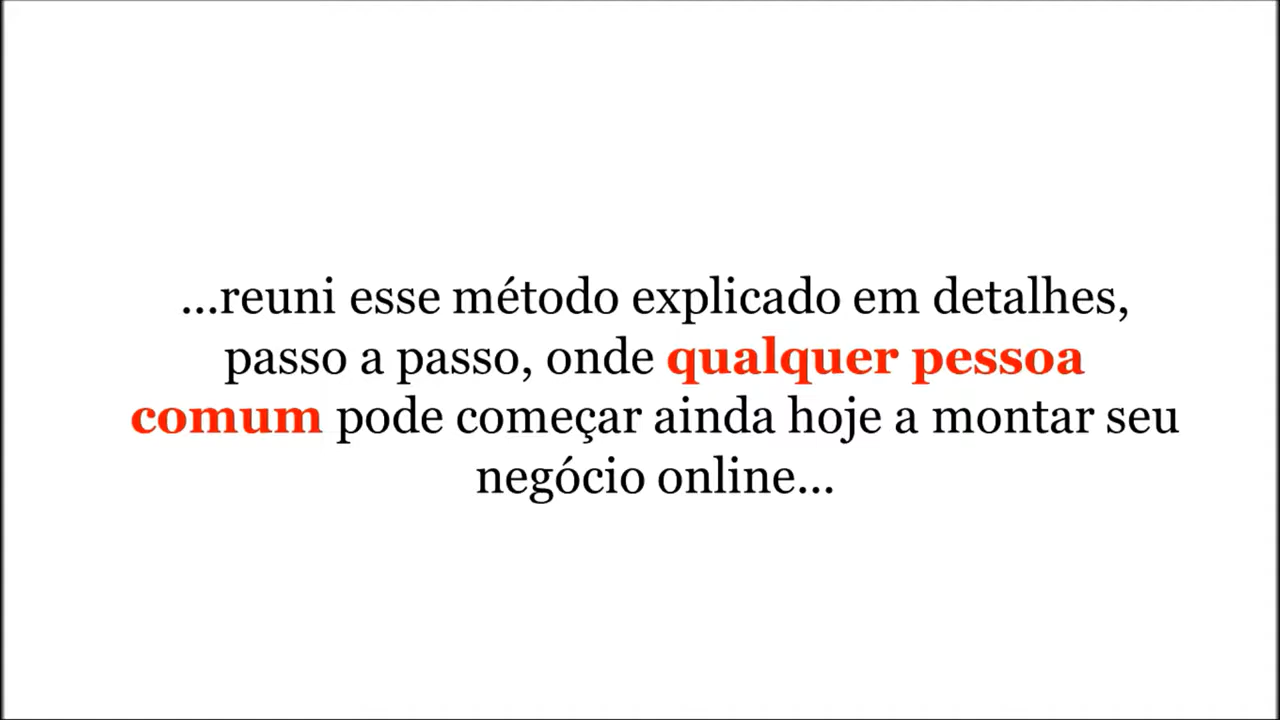 ...reuni esse método explicado em detalhes,
passo a passo, onde qualquer pessoa
comum pode começar ainda hoje a montar seu
negócio online...